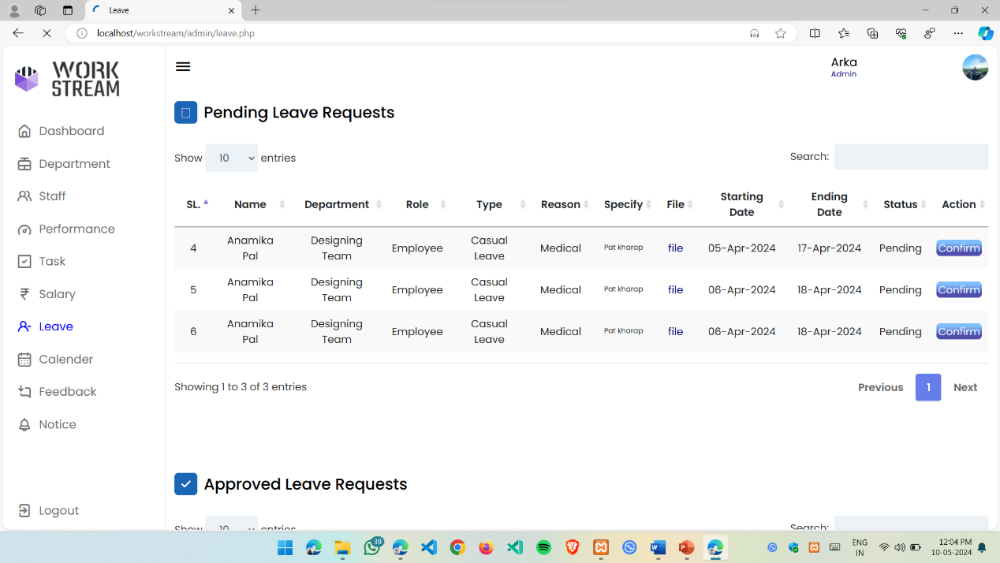 Leave
localhost/workstream/admin/leave.php
WORK
STREAM
Arka
Admin
Dashboard
Department
Staff
Performance
Task
Salary
Leave
Calender
Feedback
Notice
Logout
Pending Leave Requests
Show 10 entries
Search:
SL. Name Department Role Type Reason Specify File Starting Date Ending Date Status Action
4 Anamika Pal Designing Team Employee Casual Leave Medical Pat kharap file 05-Apr-2024 17-Apr-2024 Pending Confirm
5 Anamika Pal Designing Team Employee Casual Leave Medical Pat kharap file 06-Apr-2024 18-Apr-2024 Pending Confirm
6 Anamika Pal Designing Team Employee Casual Leave Medical Pat kharap file 06-Apr-2024 18-Apr-2024 Pending Confirm
Showing 1 to 3 of 3 entries
Previous 1 Next
Approved Leave Requests
Show 10 entries
Search:
39
ENG
IN
12:04 PM
10-05-2024